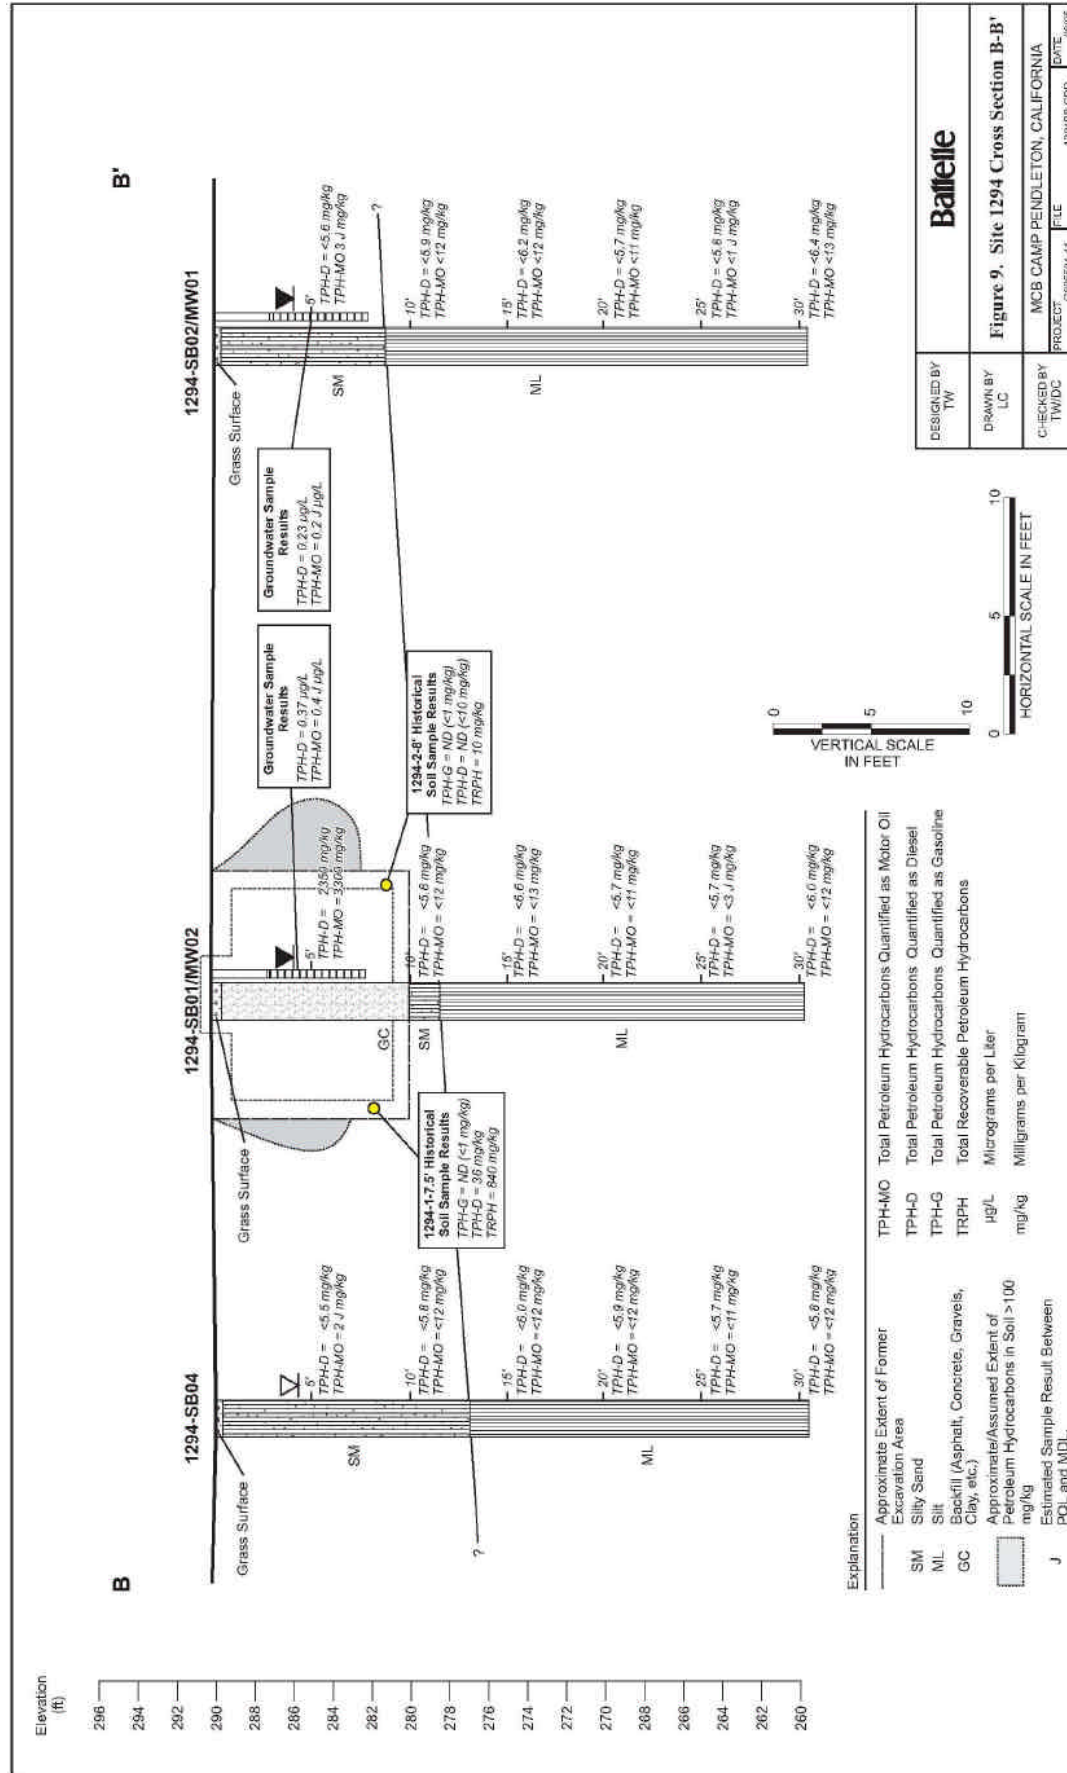 Elevation
(ft)
296
294
292
290
288
286
284
282
280
278
276
274
272
270
268
266
264
262
260
B
B'
1294-SB04
Grass Surface
SM
ML
5'
TPH-D = <5.5 mg/kg
TPH-MO = 2 J mg/kg
10'
TPH-D = <5.8 mg/kg
TPH-MO = <12 mg/kg
15'
TPH-D = <6.0 mg/kg
TPH-MO = <12 mg/kg
20'
TPH-D = <5.9 mg/kg
TPH-MO = <12 mg/kg
25'
TPH-D = <5.7 mg/kg
TPH-MO = <11 mg/kg
30'
TPH-D = <5.8 mg/kg
TPH-MO = <12 mg/kg
?
1294-1-7.5' Historical
Soil Sample Results
TPH-G = ND (<1 mg/kg)
TPH-D = 36 mg/kg
TRPH = 840 mg/kg
1294-SB01/MW02
Grass Surface
GC
SM
ML
5'
TPH-D = 2350 mg/kg
TPH-MO = 3300 mg/kg
10'
TPH-D = <5.8 mg/kg
TPH-MO = <12 mg/kg
15'
TPH-D = <6.6 mg/kg
TPH-MO = <13 mg/kg
20'
TPH-D = <5.7 mg/kg
TPH-MO = <11 mg/kg
25'
TPH-D = <5.7 mg/kg
TPH-MO = <3 J mg/kg
30'
TPH-D = <6.0 mg/kg
TPH-MO = <12 mg/kg
Groundwater Sample
Results
TPH-D = 0.37 µg/L
TPH-MO = 0.4 J µg/L
1294-2-8' Historical
Soil Sample Results
TPH-G = ND (<1 mg/kg)
TPH-D = ND (<10 mg/kg)
TRPH = 10 mg/kg
Groundwater Sample
Results
TPH-D = 0.23 µg/L
TPH-MO = 0.2 J µg/L
1294-SB02/MW01
Grass Surface
SM
ML
5'
TPH-D = <5.6 mg/kg
TPH-MO 3 J mg/kg
?
10'
TPH-D = <5.9 mg/kg
TPH-MO <12 mg/kg
15'
TPH-D = <6.2 mg/kg
TPH-MO <12 mg/kg
20'
TPH-D = <5.7 mg/kg
TPH-MO <11 mg/kg
25'
TPH-D = <5.8 mg/kg
TPH-MO <1 J mg/kg
30'
TPH-D = <6.4 mg/kg
TPH-MO <13 mg/kg
Explanation
Approximate Extent of Former
Excavation Area
SM Silty Sand
ML Silt
GC Backfill (Asphalt, Concrete, Gravels,
Clay, etc.)
Approximate/Assumed Extent of
Petroleum Hydrocarbons in Soil >100
mg/kg
J Estimated Sample Result Between
PQL and MDL.
TPH-MO Total Petroleum Hydrocarbons Quantified as Motor Oil
TPH-D Total Petroleum Hydrocarbons Quantified as Diesel
TPH-G Total Petroleum Hydrocarbons Quantified as Gasoline
TRPH Total Recoverable Petroleum Hydrocarbons
µg/L Micrograms per Liter
mg/kg Milligrams per Kilogram
0
5
10
VERTICAL SCALE
IN FEET
0
5
10
HORIZONTAL SCALE IN FEET
DESIGNED BY
TW
Battelle
DRAWN BY
LC
Figure 9. Site 1294 Cross Section B-B'
CHECKED BY
TW/DC
MCB CAMP PENDLETON, CALIFORNIA
PROJECT
FILE
DATE